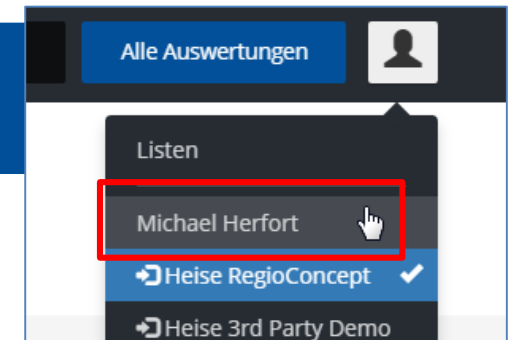 Alle Auswertungen
Listen
Michael Herfort
Heise RegioConcept
Heise 3rd Party Demo